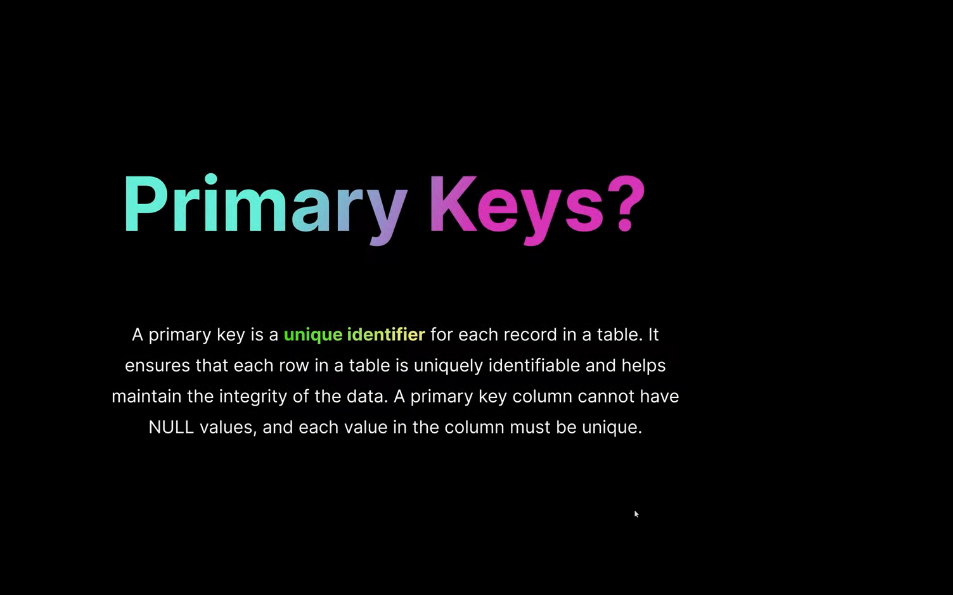 Primary Keys?
A primary key is a unique identifier for each record in a table. It
ensures that each row in a table is uniquely identifiable and helps
maintain the integrity of the data. A primary key column cannot have
NULL values, and each value in the column must be unique.